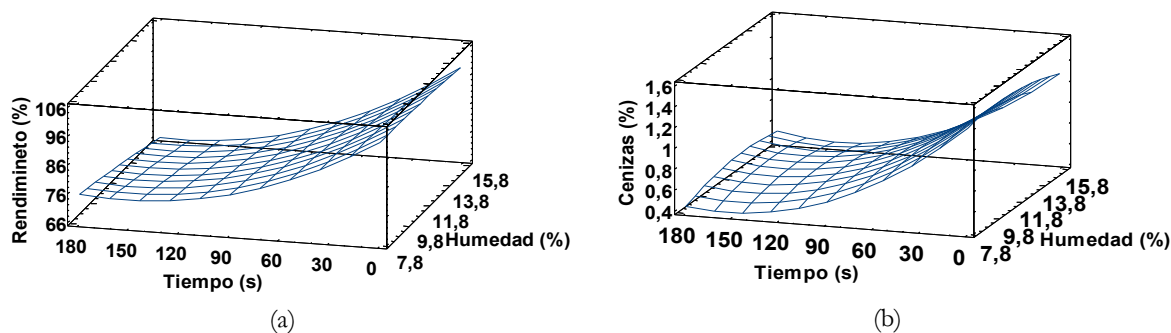 Rendimineto (%)
106
96
86
76
66
180 150 120 90 60 30 0
Tiempo (s)
7,8
9,8
11,8
13,8
15,8
Humedad (%)
(a)
Cenizas (%)
1,6
1,4
1,2
1
0,8
0,6
0,4
180 150 120 90 60 30 0
Tiempo (s)
7,8
9,8
11,8
13,8
15,8
Humedad (%)
(b)